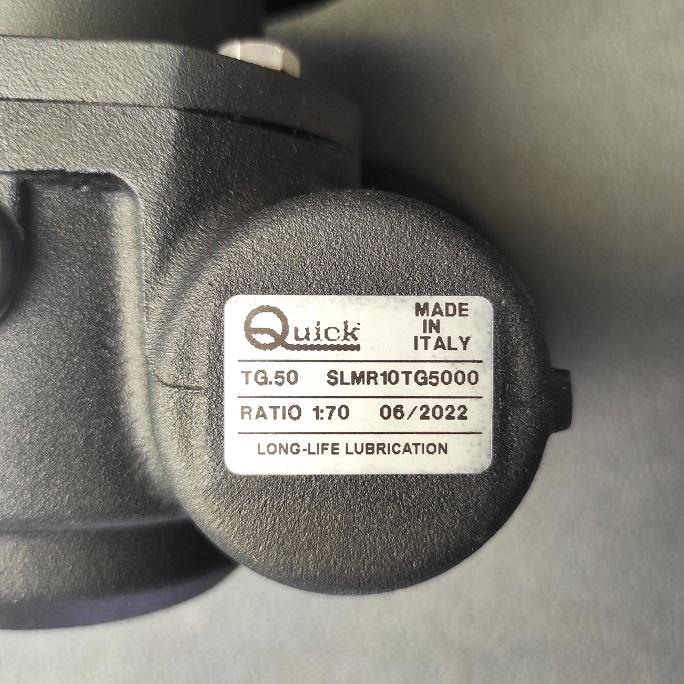 Quick
MADE
IN
ITALY
TG.50 SLMR10TG5000
RATIO 1:70 06/2022
LONG-LIFE LUBRICATION